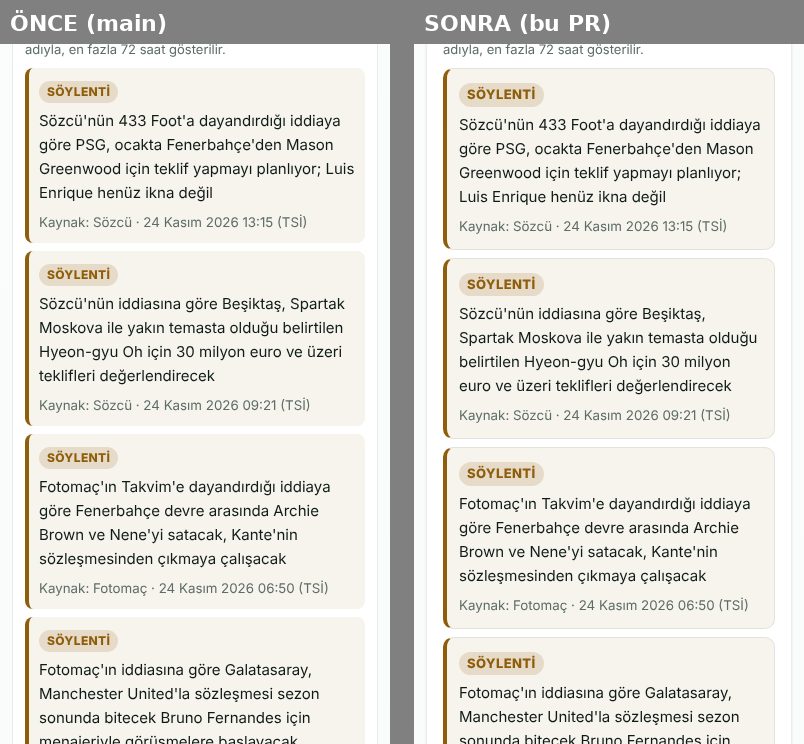 ÖNCE (main)
adıyla, en fazla 72 saat gösterilir.
SÖYLENTİ
Sözcü'nün 433 Foot'a dayandırdığı iddiaya
göre PSG, ocakta Fenerbahçe'den Mason
Greenwood için teklif yapmayı planlıyor; Luis
Enrique henüz ikna değil
Kaynak: Sözcü · 24 Kasım 2026 13:15 (TSİ)
SÖYLENTİ
Sözcü'nün iddiasına göre Beşiktaş, Spartak
Moskova ile yakın temasta olduğu belirtilen
Hyeon-gyu Oh için 30 milyon euro ve üzeri
teklifleri değerlendirecek
Kaynak: Sözcü · 24 Kasım 2026 09:21 (TSİ)
SÖYLENTİ
Fotomaç'ın Takvim'e dayandırdığı iddiaya
göre Fenerbahçe devre arasında Archie
Brown ve Nene'yi satacak, Kante'nin
sözleşmesinden çıkmaya çalışacak
Kaynak: Fotomaç · 24 Kasım 2026 06:50 (TSİ)
SÖYLENTİ
Fotomaç'ın iddiasına göre Galatasaray,
Manchester United'la sözleşmesi sezon
sonunda bitecek Bruno Fernandes için
menajeriyle görüşmelere başlayacak
SONRA (bu PR)
adıyla, en fazla 72 saat gösterilir.
SÖYLENTİ
Sözcü'nün 433 Foot'a dayandırdığı iddiaya
göre PSG, ocakta Fenerbahçe'den Mason
Greenwood için teklif yapmayı planlıyor;
Luis Enrique henüz ikna değil
Kaynak: Sözcü · 24 Kasım 2026 13:15 (TSİ)
SÖYLENTİ
Sözcü'nün iddiasına göre Beşiktaş,
Spartak Moskova ile yakın temasta olduğu
belirtilen Hyeon-gyu Oh için 30 milyon
euro ve üzeri teklifleri değerlendirecek
Kaynak: Sözcü · 24 Kasım 2026 09:21 (TSİ)
SÖYLENTİ
Fotomaç'ın Takvim'e dayandırdığı iddiaya
göre Fenerbahçe devre arasında Archie
Brown ve Nene'yi satacak, Kante'nin
sözleşmesinden çıkmaya çalışacak
Kaynak: Fotomaç · 24 Kasım 2026 06:50 (TSİ)
SÖYLENTİ
Fotomaç'ın iddiasına göre Galatasaray,
Manchester United'la sözleşmesi sezon
sonunda bitecek Bruno Fernandes için